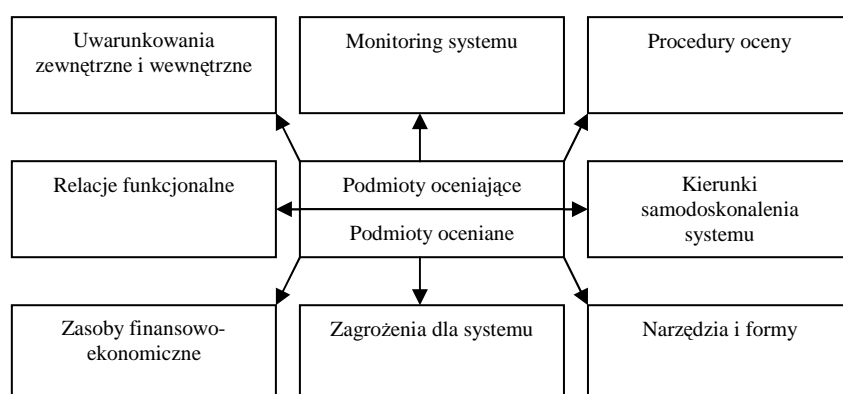 Uwarunkowania
zewnętrzne i wewnętrzne
Monitoring systemu
Procedury oceny
Relacje funkcjonalne
Podmioty oceniające
Podmioty oceniane
Kierunki
samodoskonalenia
systemu
Zasoby finansowo-
ekonomiczne
Zagrożenia dla systemu
Narzędzia i formy